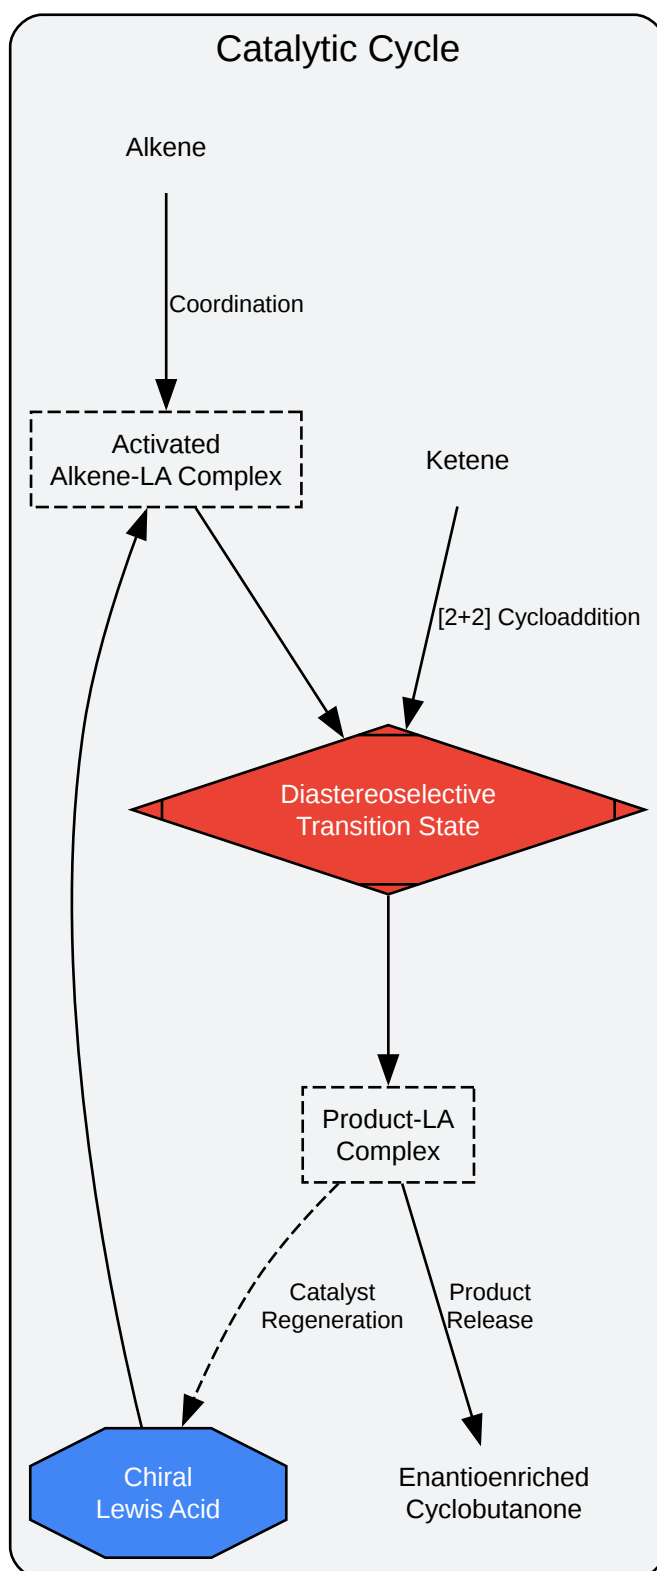 Catalytic Cycle
Alkene
Coordination
Activated
Alkene-LA Complex
Ketene
[2+2] Cycloaddition
Diastereoselective
Transition State
Product-LA
Complex
Catalyst
Regeneration
Product
Release
Chiral
Lewis Acid
Enantioenriched
Cyclobutanone